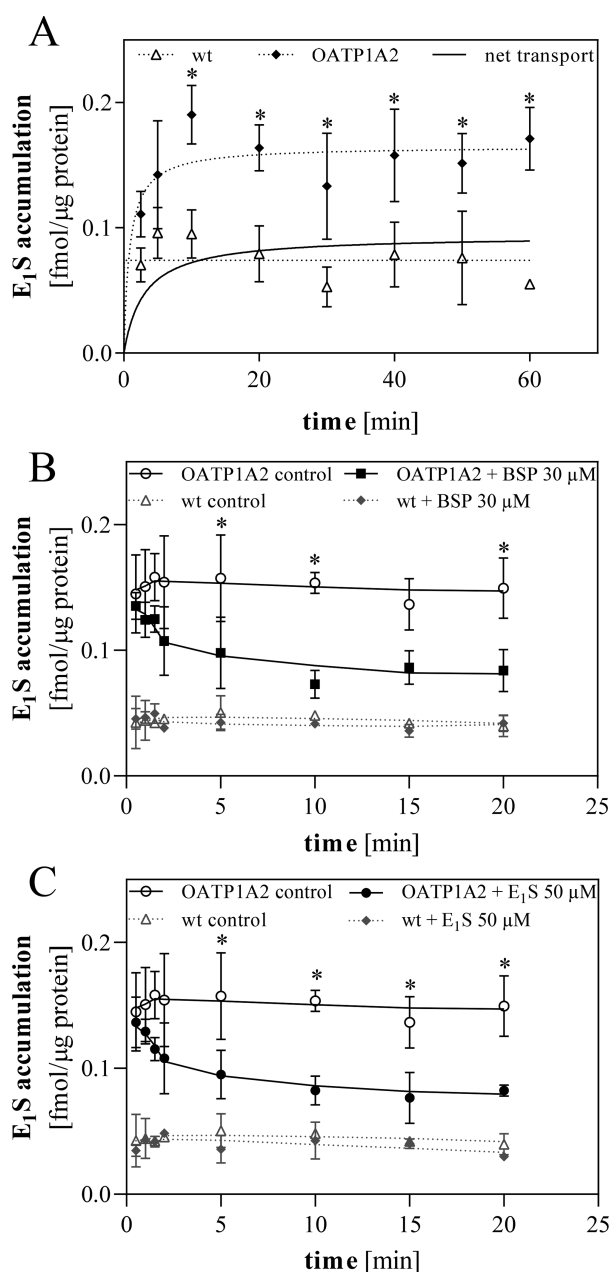 A
wt OATP1A2 net transport
* * * * * *
E₁S accumulation
[fmol/µg protein]
0.2
0.1
0.0
0 20 40 60
time [min]
B
OATP1A2 control OATP1A2 + BSP 30 µM
wt control wt + BSP 30 µM
* * *
E₁S accumulation
[fmol/µg protein]
0.2
0.1
0.0
0 5 10 15 20 25
time [min]
C
OATP1A2 control OATP1A2 + E₁S 50 µM
wt control wt + E₁S 50 µM
* * * *
E₁S accumulation
[fmol/µg protein]
0.2
0.1
0.0
0 5 10 15 20 25
time [min]